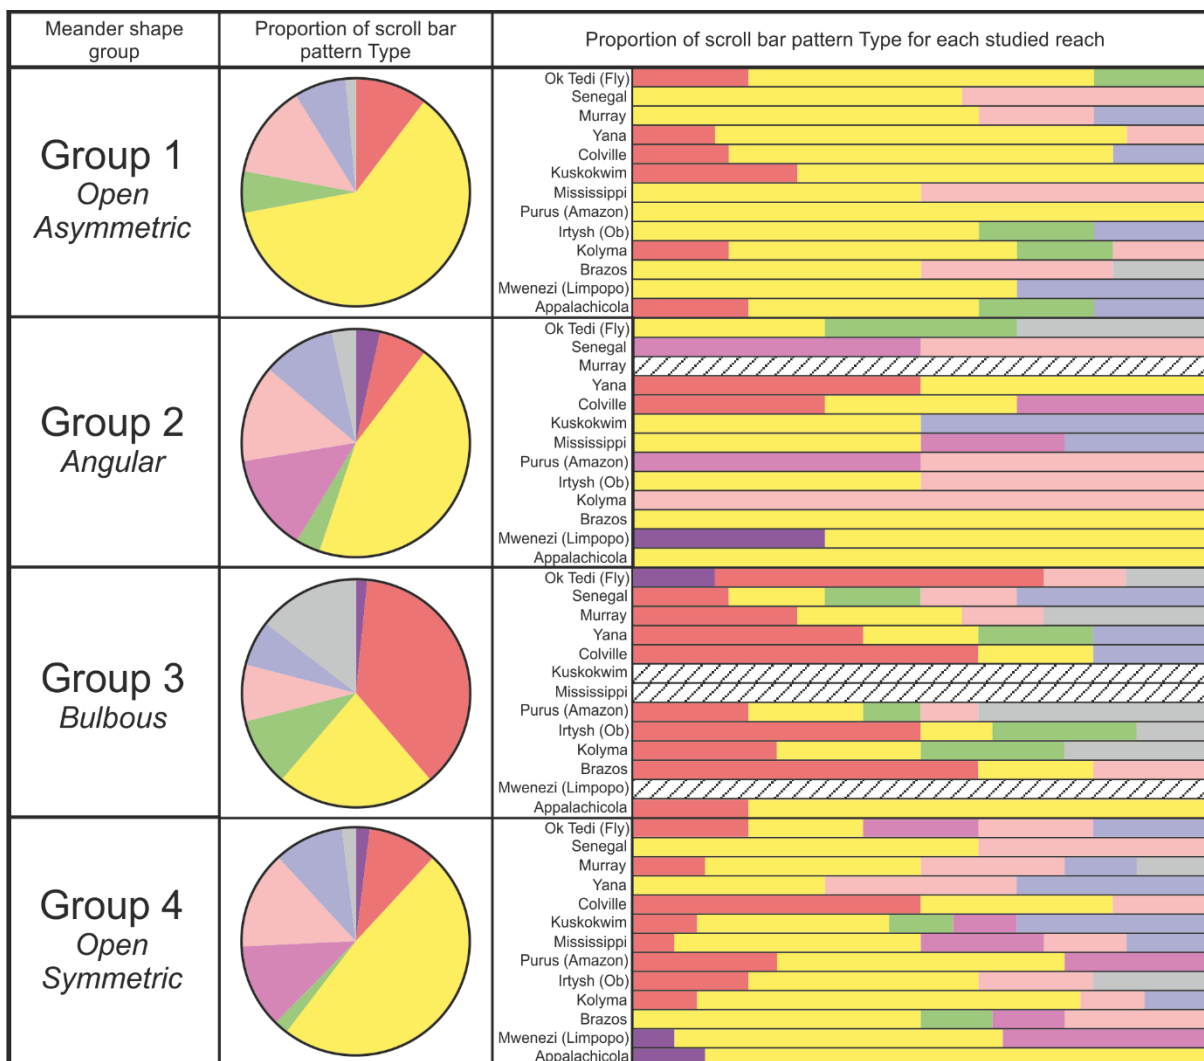 Meander shape
group
Proportion of scroll bar
pattern Type
Proportion of scroll bar pattern Type for each studied reach
Group 1
Open
Asymmetric
Ok Tedi (Fly)
Senegal
Murray
Yana
Colville
Kuskokwim
Mississippi
Purus (Amazon)
Irtysh (Ob)
Kolyma
Brazos
Mwenezi (Limpopo)
Appalachicola
Group 2
Angular
Ok Tedi (Fly)
Senegal
Murray
Yana
Colville
Kuskokwim
Mississippi
Purus (Amazon)
Irtysh (Ob)
Kolyma
Brazos
Mwenezi (Limpopo)
Appalachicola
Group 3
Bulbous
Ok Tedi (Fly)
Senegal
Murray
Yana
Colville
Kuskokwim
Mississippi
Purus (Amazon)
Irtysh (Ob)
Kolyma
Brazos
Mwenezi (Limpopo)
Appalachicola
Group 4
Open
Symmetric
Ok Tedi (Fly)
Senegal
Murray
Yana
Colville
Kuskokwim
Mississippi
Purus (Amazon)
Irtysh (Ob)
Kolyma
Brazos
Mwenezi (Limpopo)
Appalachicola